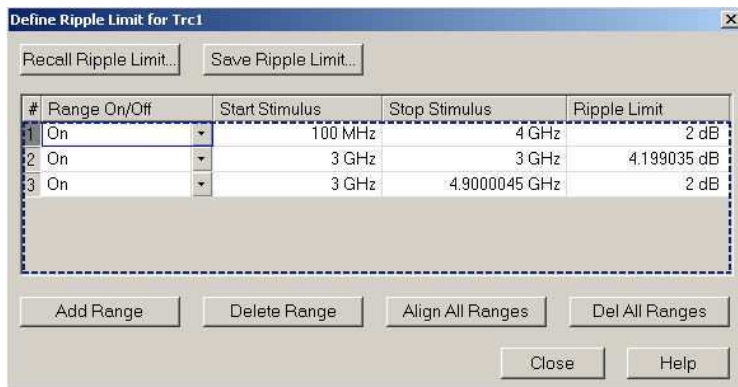 Define Ripple Limit for Trc1
Recall Ripple Limit... Save Ripple Limit...
# Range On/Off Start Stimulus Stop Stimulus Ripple Limit
1 On 100 MHz 4 GHz 2 dB
2 On 3 GHz 3 GHz 4.199035 dB
3 On 3 GHz 4.9000045 GHz 2 dB
Add Range Delete Range Align All Ranges Del All Ranges
Close Help